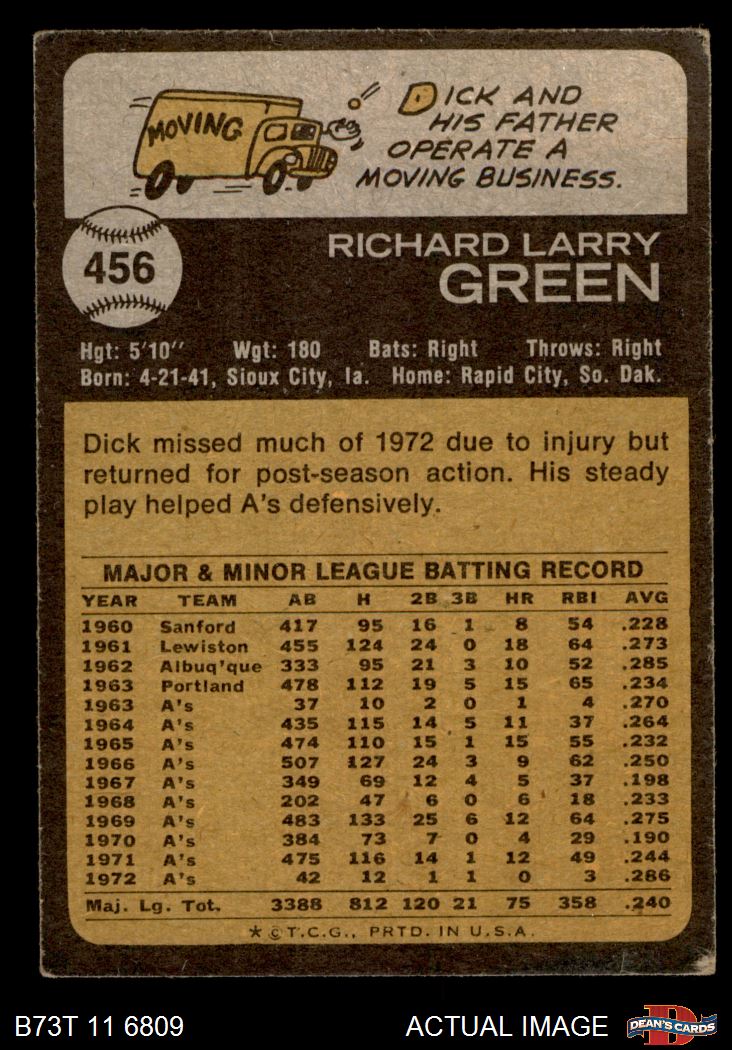 MOVING
DICK AND
HIS FATHER
OPERATE A
MOVING BUSINESS.
456
RICHARD LARRY
GREEN
Hgt: 5'10" Wgt: 180 Bats: Right Throws: Right
Born: 4-21-41, Sioux City, Ia. Home: Rapid City, So. Dak.
Dick missed much of 1972 due to injury but
returned for post-season action. His steady
play helped A's defensively.
MAJOR & MINOR LEAGUE BATTING RECORD
YEAR TEAM AB H 2B 3B HR RBI AVG
1960 Sanford 417 95 16 1 8 54 .228
1961 Lewiston 455 124 24 0 18 64 .273
1962 Albuq'que 333 95 21 3 10 52 .285
1963 Portland 478 112 19 5 15 65 .234
1963 A's 37 10 2 0 1 4 .270
1964 A's 435 115 14 5 11 37 .264
1965 A's 474 110 15 1 15 55 .232
1966 A's 507 127 24 3 9 62 .250
1967 A's 349 69 12 4 5 37 .198
1968 A's 202 47 6 0 6 18 .233
1969 A's 483 133 25 6 12 64 .275
1970 A's 384 73 7 0 4 29 .190
1971 A's 475 116 14 1 12 49 .244
1972 A's 42 12 1 1 0 3 .286
Maj. Lg. Tot. 3388 812 120 21 75 358 .240
★ © T.C.G., PRTD. IN U.S.A.
B73T 11 6809 ACTUAL IMAGE DEAN'S CARDS